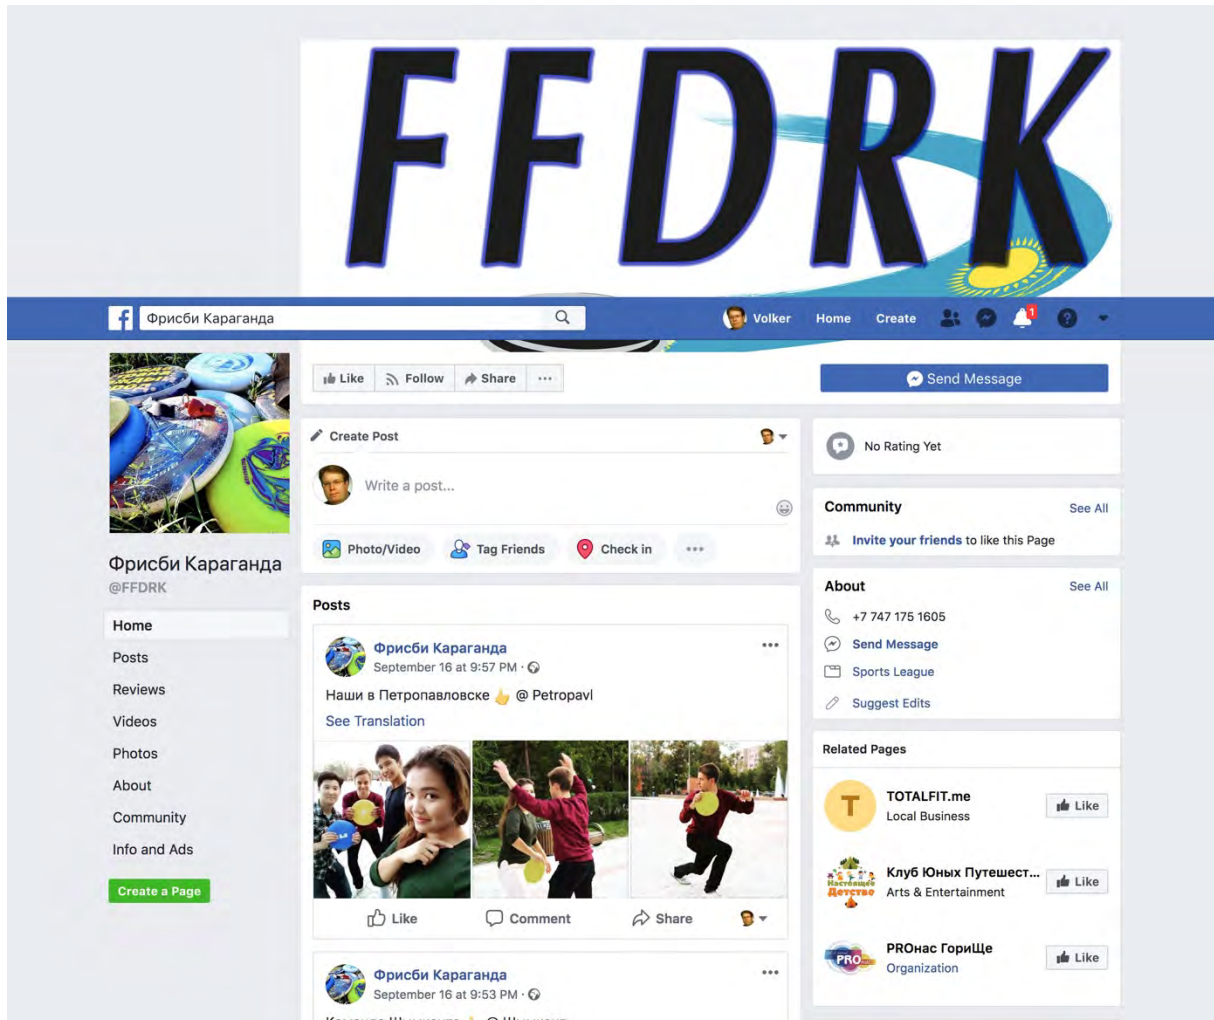 FFDRK
Фрисби Караганда
Volker
Home
Create
1
Like
Follow
Share
Send Message
Create Post
Write a post...
Photo/Video
Tag Friends
Check in
Фрисби Караганда
@FFDRK
Home
Posts
Reviews
Videos
Photos
About
Community
Info and Ads
Create a Page
Posts
Фрисби Караганда
September 16 at 9:57 PM
Наши в Петропавловске 👆 @ Petropavl
See Translation
Like
Comment
Share
Фрисби Караганда
September 16 at 9:53 PM
No Rating Yet
Community
See All
Invite your friends to like this Page
About
See All
+7 747 175 1605
Send Message
Sports League
Suggest Edits
Related Pages
T
TOTALFIT.me
Local Business
Like
Настоящее
Детство
Клуб Юных Путешест...
Arts & Entertainment
Like
PRO
PROнас ГориЩе
Organization
Like